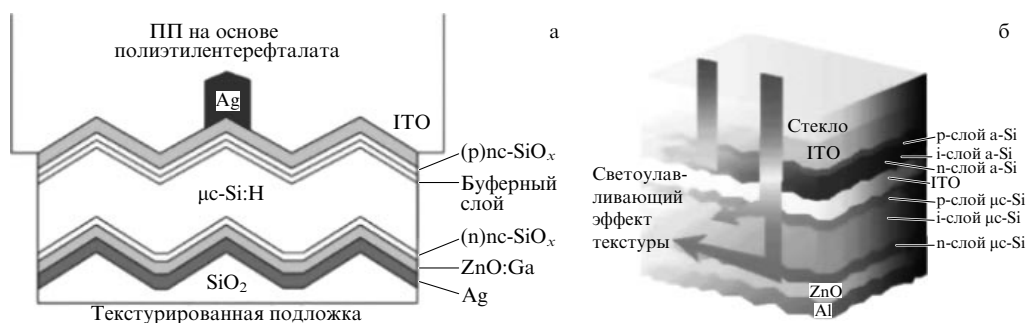 ПП на основе
полиэтилентерефталата
а
Ag
ITO
(p)nc-SiOₓ
Буферный
слой
μc-Si:H
(n)nc-SiOₓ
ZnO:Ga
SiO₂
Ag
Текстурированная подложка
б
Стекло
ITO
p-слой a-Si
i-слой a-Si
n-слой a-Si
ITO
p-слой μc-Si
i-слой μc-Si
n-слой μc-Si
Светоулав-
ливающий
эффект
текстуры
ZnO
Al